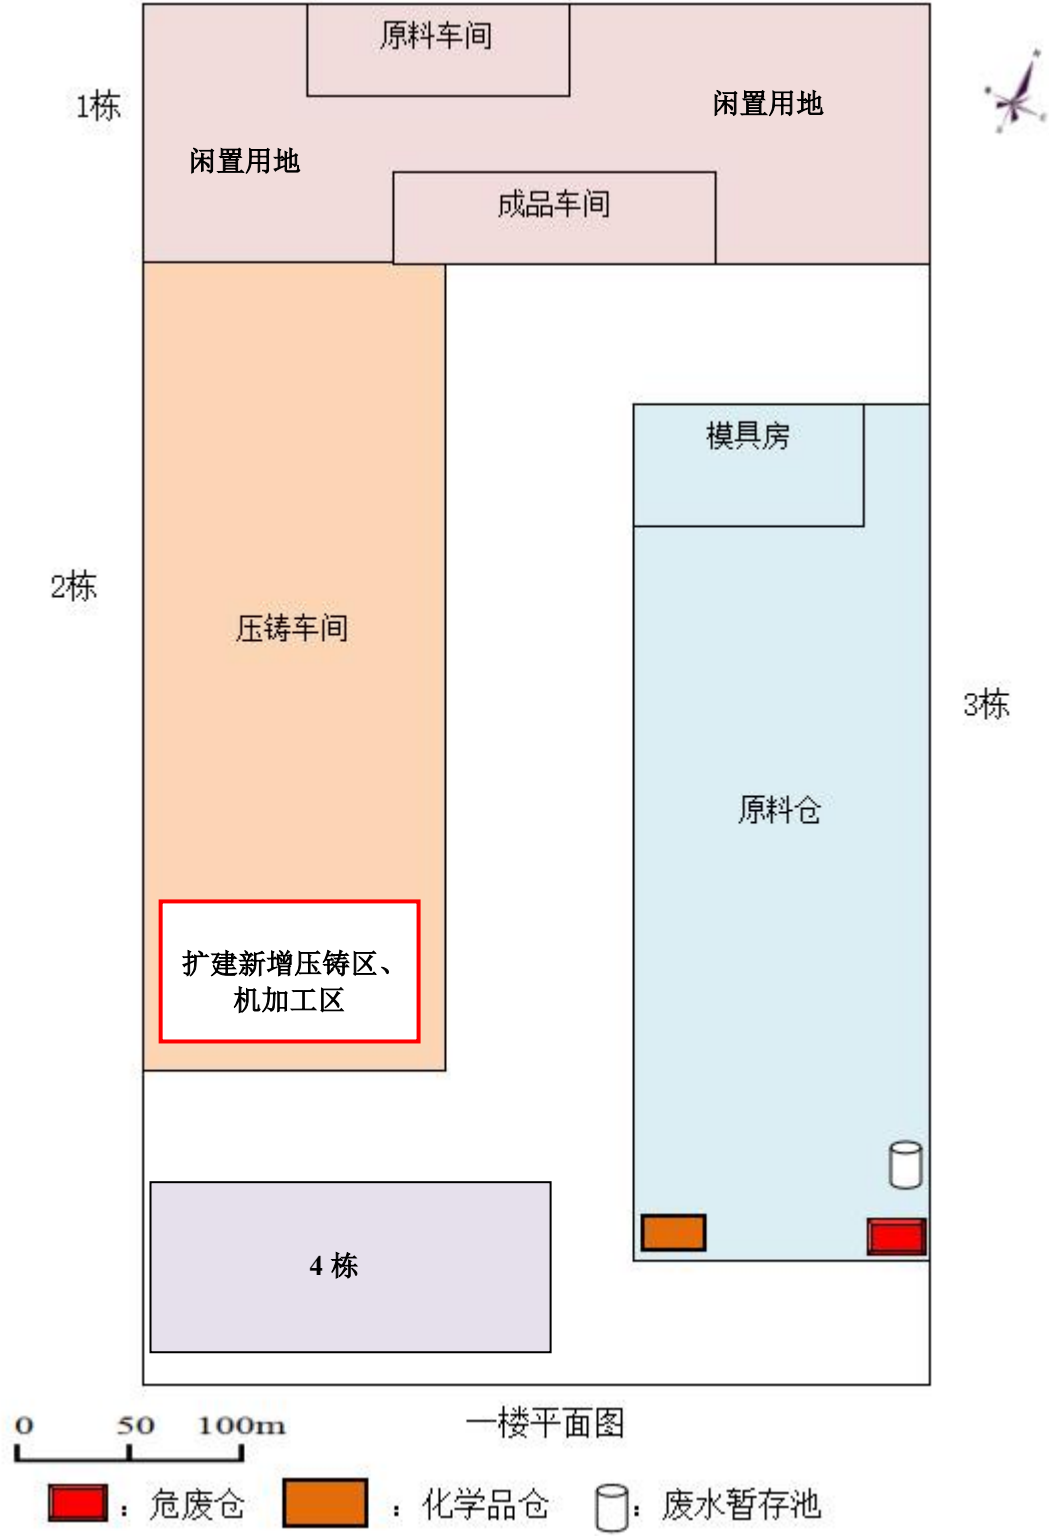 原料车间
1栋
闲置用地
闲置用地
成品车间
模具房
2栋
压铸车间
3栋
原料仓
扩建新增压铸区、
机加工区
4 栋
0 50 100m
一楼平面图
：危废仓
：化学品仓
：废水暂存池